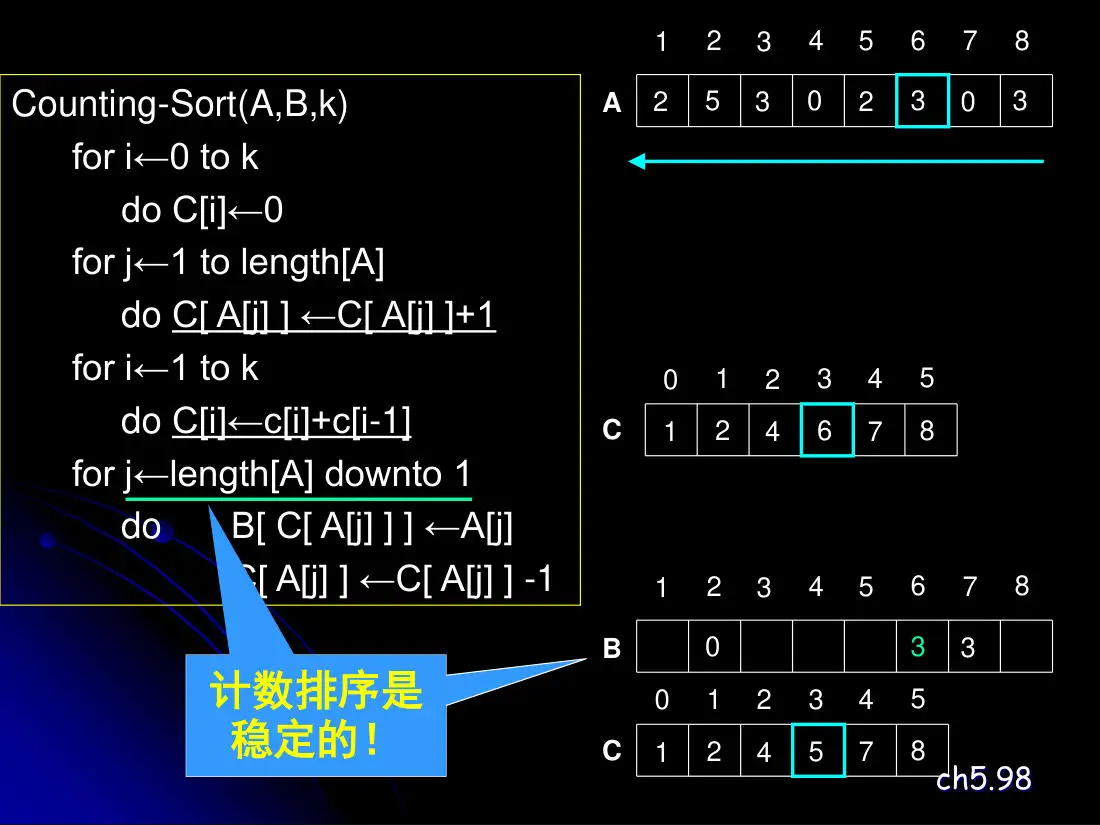 Counting-Sort(A,B,k)
for i←0 to k
do C[i]←0
for j←1 to length[A]
do C[ A[j] ] ←C[ A[j] ]+1
for i←1 to k
do C[i]←c[i]+c[i-1]
for j←length[A] downto 1
do B[ C[ A[j] ] ] ←A[j]
C[ A[j] ] ←C[ A[j] ] -1
计数排序是
稳定的！
1 2 3 4 5 6 7 8
A 2 5 3 0 2 3 0 3
0 1 2 3 4 5
C 1 2 4 6 7 8
1 2 3 4 5 6 7 8
B 0 3 3
0 1 2 3 4 5
C 1 2 4 5 7 8
ch5.98